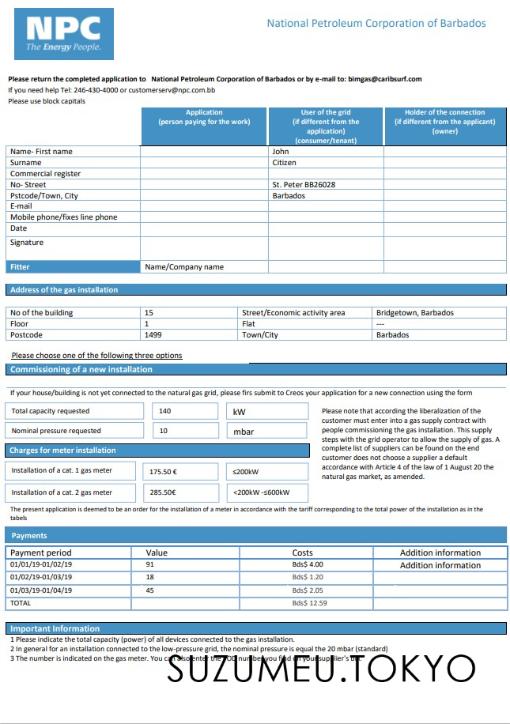 NPC
The Energy People.
National Petroleum Corporation of Barbados
Please return the completed application to National Petroleum Corporation of Barbados or by e-mail to: bimgas@caribsurf.com
If you need help Tel: 246-430-4000 or customerserv@npc.com.bb
Please use block capitals
Application (person paying for the work)
User of the grid (if different from the application) (consumer/tenant)
Holder of the connection (if different from the applicant) (owner)
Name- First name John
Surname Citizen
Commercial register
No- Street St. Peter BB26028
Pstcode/Town, City Barbados
E-mail
Mobile phone/fixes line phone
Date
Signature
Fitter Name/Company name
Address of the gas installation
No of the building 15 Street/Economic activity area Bridgetown, Barbados
Floor 1 Flat ---
Postcode 1499 Town/City Barbados
Please choose one of the following three options
Commissioning of a new installation
If your house/building is not yet connected to the natural gas grid, please firs submit to Creos your application for a new connection using the form
Total capacity requested 140 kW
Nominal pressure requested 10 mbar
Please note that according the liberalization of the
customer must enter into a gas supply contract with
people commissioning the gas installation. This supply
steps with the grid operator to allow the supply of gas. A
complete list of suppliers can be found on the end
customer does not choose a supplier a default
accordance with Article 4 of the law of 1 August 20 the
natural gas market, as amended.
Charges for meter installation
Installation of a cat. 1 gas meter 175.50 € ≤200kW
Installation of a cat. 2 gas meter 285.50€ <200kW -≤600kW
The present application is deemed to be an order for the installation of a meter in accordance with the tariff corresponding to the total power of the installation as in the
tabels
Payments
Payment period Value Costs Addition information
01/01/19-01/02/19 91 Bds$ 4.00 Addition information
01/02/19-01/03/19 18 Bds$ 1.20
03/01/19-01/04/19 45 Bds$ 2.05
TOTAL Bds$ 12.59
Important Information
1 Please indicate the total capacity (power) of all devices connected to the gas installation.
2 In general for an installation connected to the low-pressure grid, the nominal pressure is equal the 20 mbar (standard)
3 The number is indicated on the gas meter. You can also enter the POD number you find on your supplier's
SUZUMEU.TOKYO